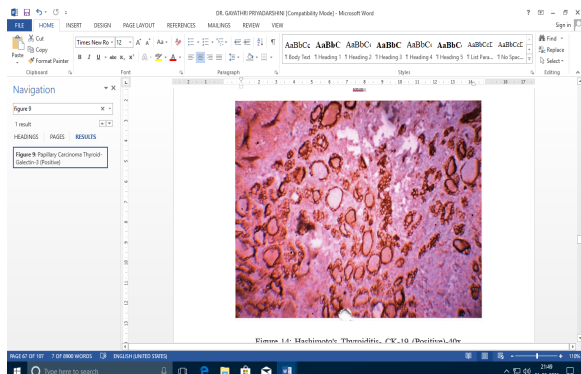 DR. GAYATHRI PRIYADARSHINI [Compatibility Mode] - Microsoft Word
FILE HOME INSERT DESIGN PAGE LAYOUT REFERENCES MAILINGS REVIEW VIEW Sign in
Cut
Copy
Format Painter
Paste
Clipboard
Times New Ro 12
Font
Paragraph
AaBbCc AaBbC AaBbC AaBbC AaBbC AaBbC AaBbCcI AaBbCcI
¶ Body Text ¶ Heading 1 ¶ Heading 2 ¶ Heading 3 ¶ Heading 4 ¶ Heading 5 ¶ List Para... ¶ No Spac...
Styles
Find
Replace
Select
Editing
Navigation
figure 9
1 result
HEADINGS PAGES RESULTS
Figure 9: Papillary Carcinoma Thyroid-
Galectin-3 (Positive)
Figure 14: Hashimoto's Thyroiditis- CK-19 (Positive)-40x
PAGE 67 OF 107 7 OF 8900 WORDS ENGLISH (UNITED STATES) 110%
Type here to search
21:49